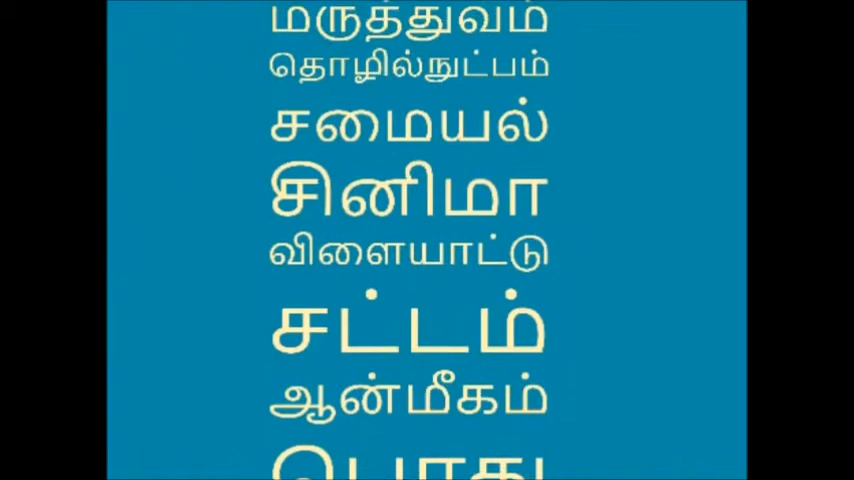 மருத்துவம்
தொழில்நுட்பம்
சமையல்
சினிமா
விளையாட்டு
சட்டம்
ஆன்மீகம்
பொது